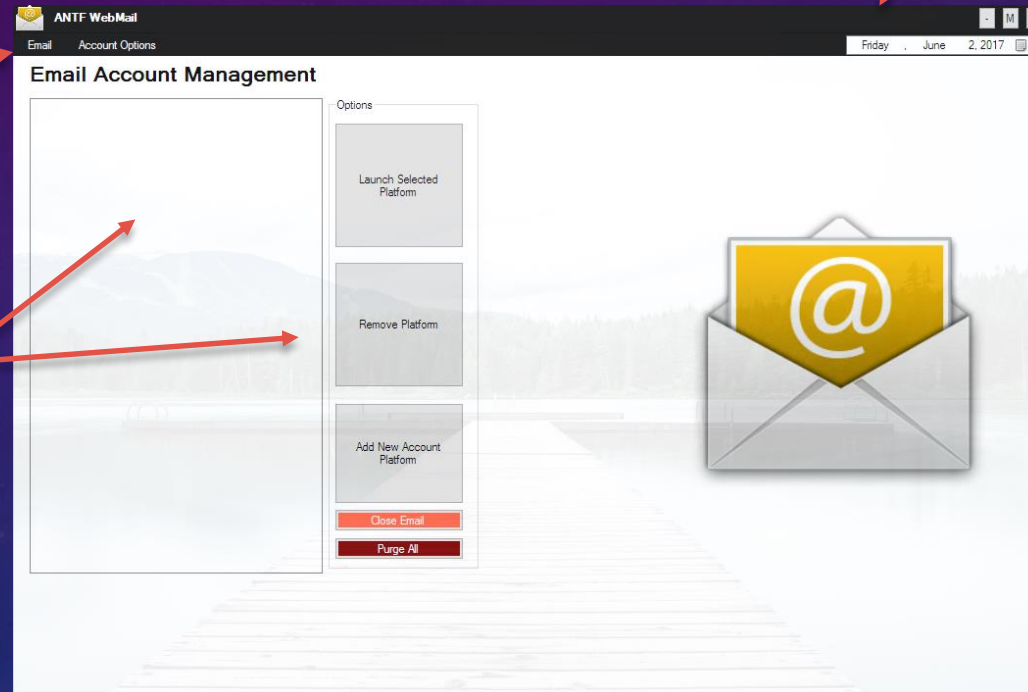 ANTF WebMail
- M
Email Account Options
Friday , June 2, 2017
Email Account Management
Options
Launch Selected
Platform
Remove Platform
Add New Account
Platform
Close Email
Purge All
@